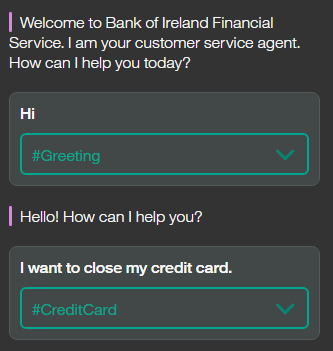 Welcome to Bank of Ireland Financial
Service. I am your customer service agent.
How can I help you today?
Hi
#Greeting
Hello! How can I help you?
I want to close my credit card.
#CreditCard